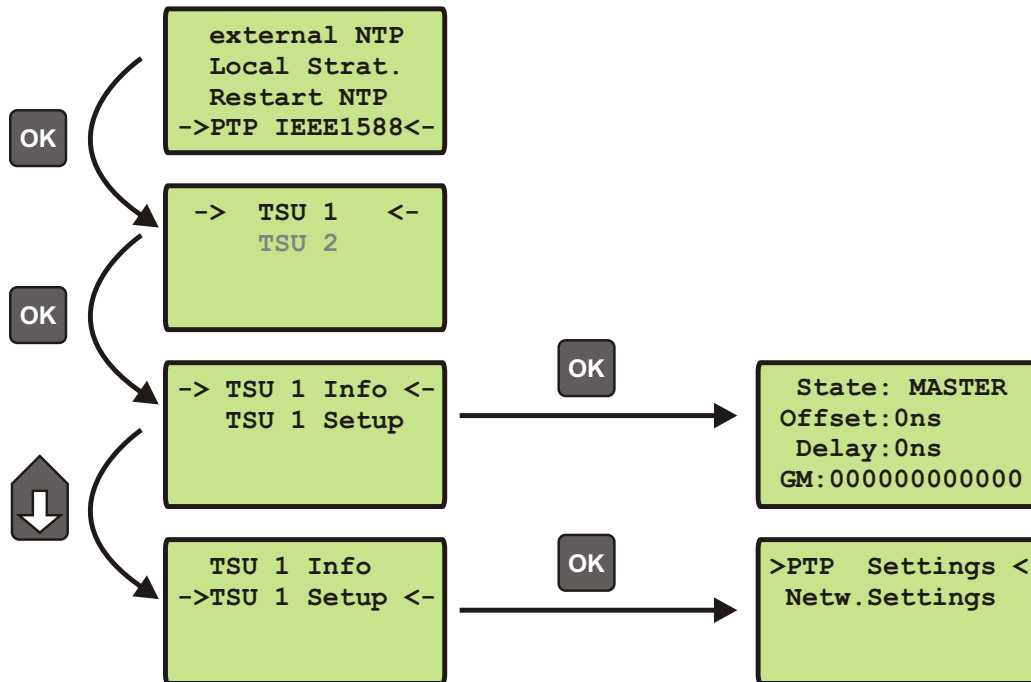 external NTP
Local Strat.
Restart NTP
->PTP IEEE1588<-
OK
-> TSU 1 <-
TSU 2
OK
-> TSU 1 Info <-
TSU 1 Setup
OK
State: MASTER
Offset:0ns
Delay:0ns
GM:000000000000
TSU 1 Info
->TSU 1 Setup <-
OK
>PTP Settings <
Netw.Settings